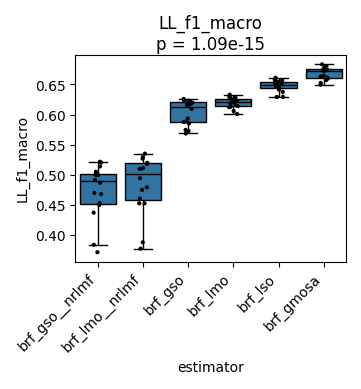 LL_f1_macro
p = 1.09e-15
LL_f1_macro
0.65
0.60
0.55
0.50
0.45
0.40
brf_gso__nrlmf
brf_lmo__nrlmf
brf_gso
brf_lmo
brf_lso
brf_gmosa
estimator